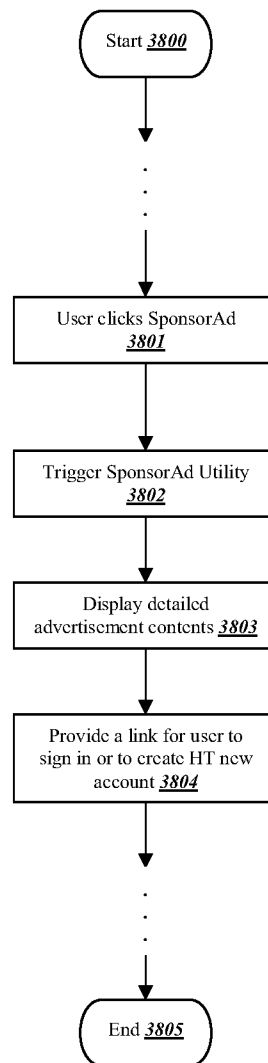 Start 3800
.
.
.
User clicks SponsorAd
3801
Trigger SponsorAd Utility
3802
Display detailed
advertisement contents 3803
Provide a link for user to
sign in or to create HT new
account 3804
.
.
.
End 3805